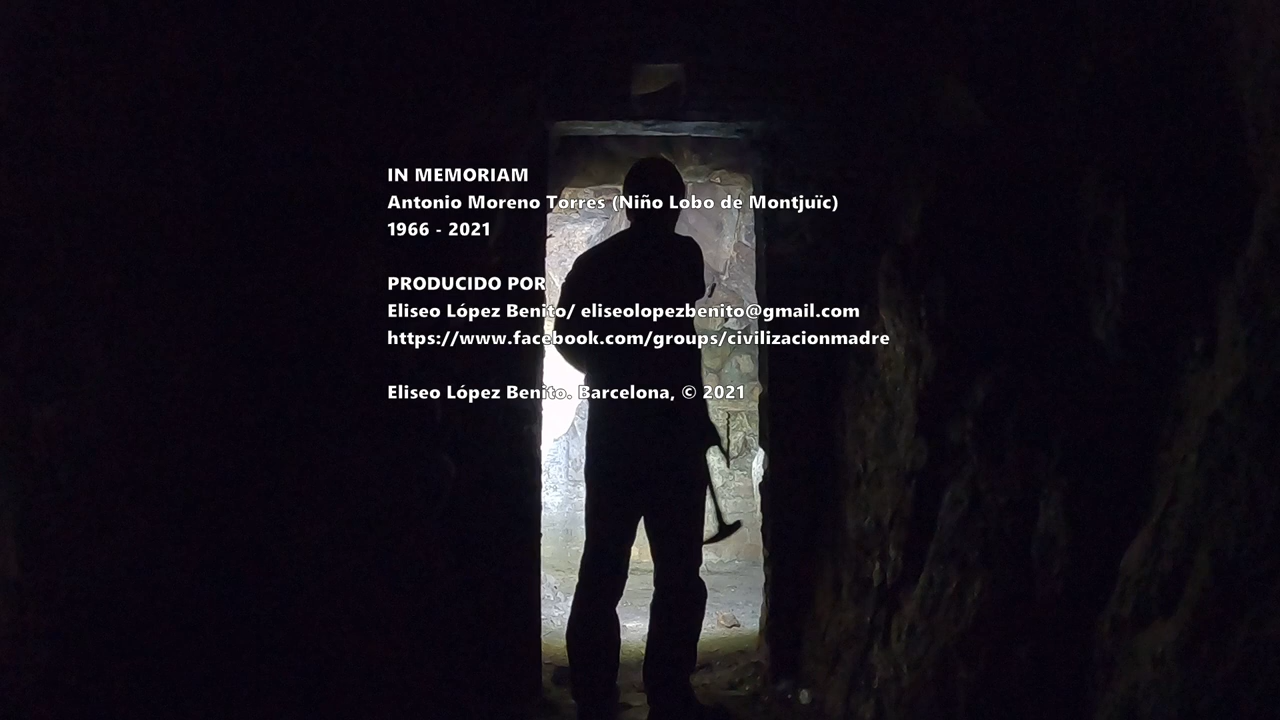 IN MEMORIAM
Antonio Moreno Torres (Niño Lobo de Montjuïc)
1966 - 2021
PRODUCIDO POR
Eliseo López Benito/ eliseolopezbenito@gmail.com
https://www.facebook.com/groups/civilizacionmadre
Eliseo López Benito. Barcelona, © 2021